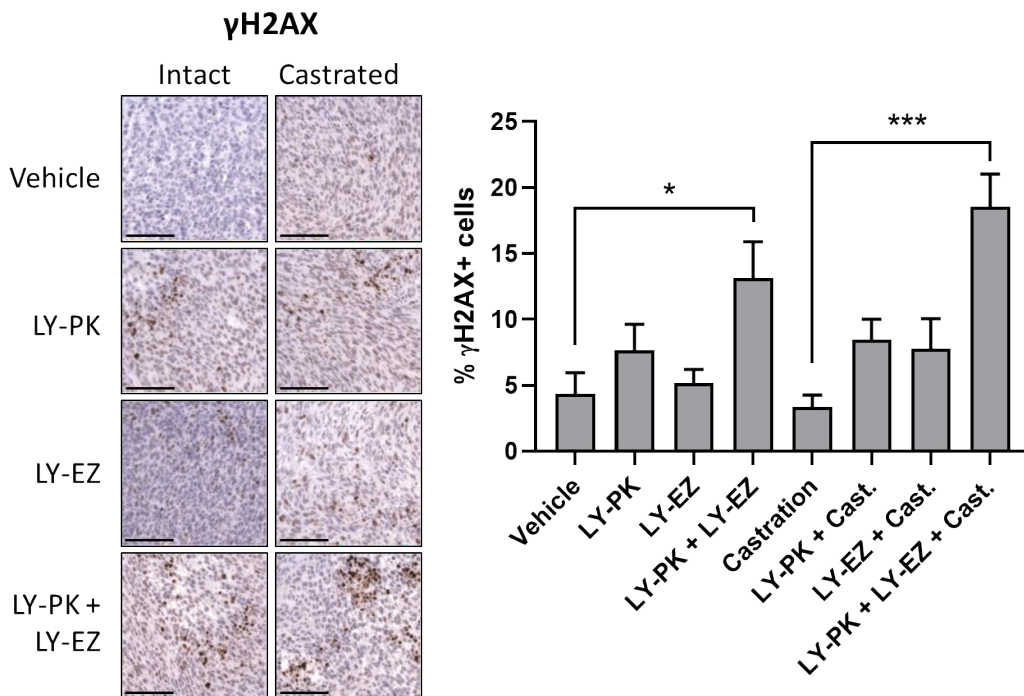 γH2AX
Intact
Castrated
Vehicle
LY-PK
LY-EZ
LY-PK +
LY-EZ
% γH2AX+ cells
25
20
15
10
5
0
*
***
Vehicle
LY-PK
LY-EZ
LY-PK + LY-EZ
Castration
LY-PK + Cast.
LY-EZ + Cast.
LY-PK + LY-EZ + Cast.